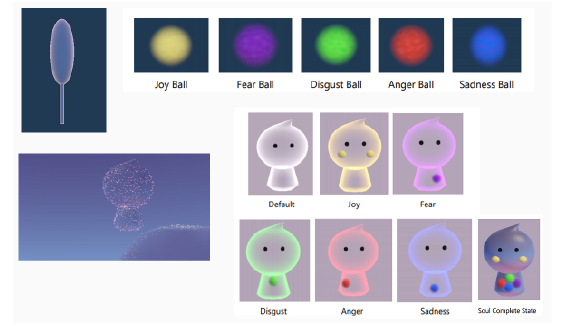 Joy Ball
Fear Ball
Disgust Ball
Anger Ball
Sadness Ball
Default
Joy
Fear
Disgust
Anger
Sadness
Soul Complete State